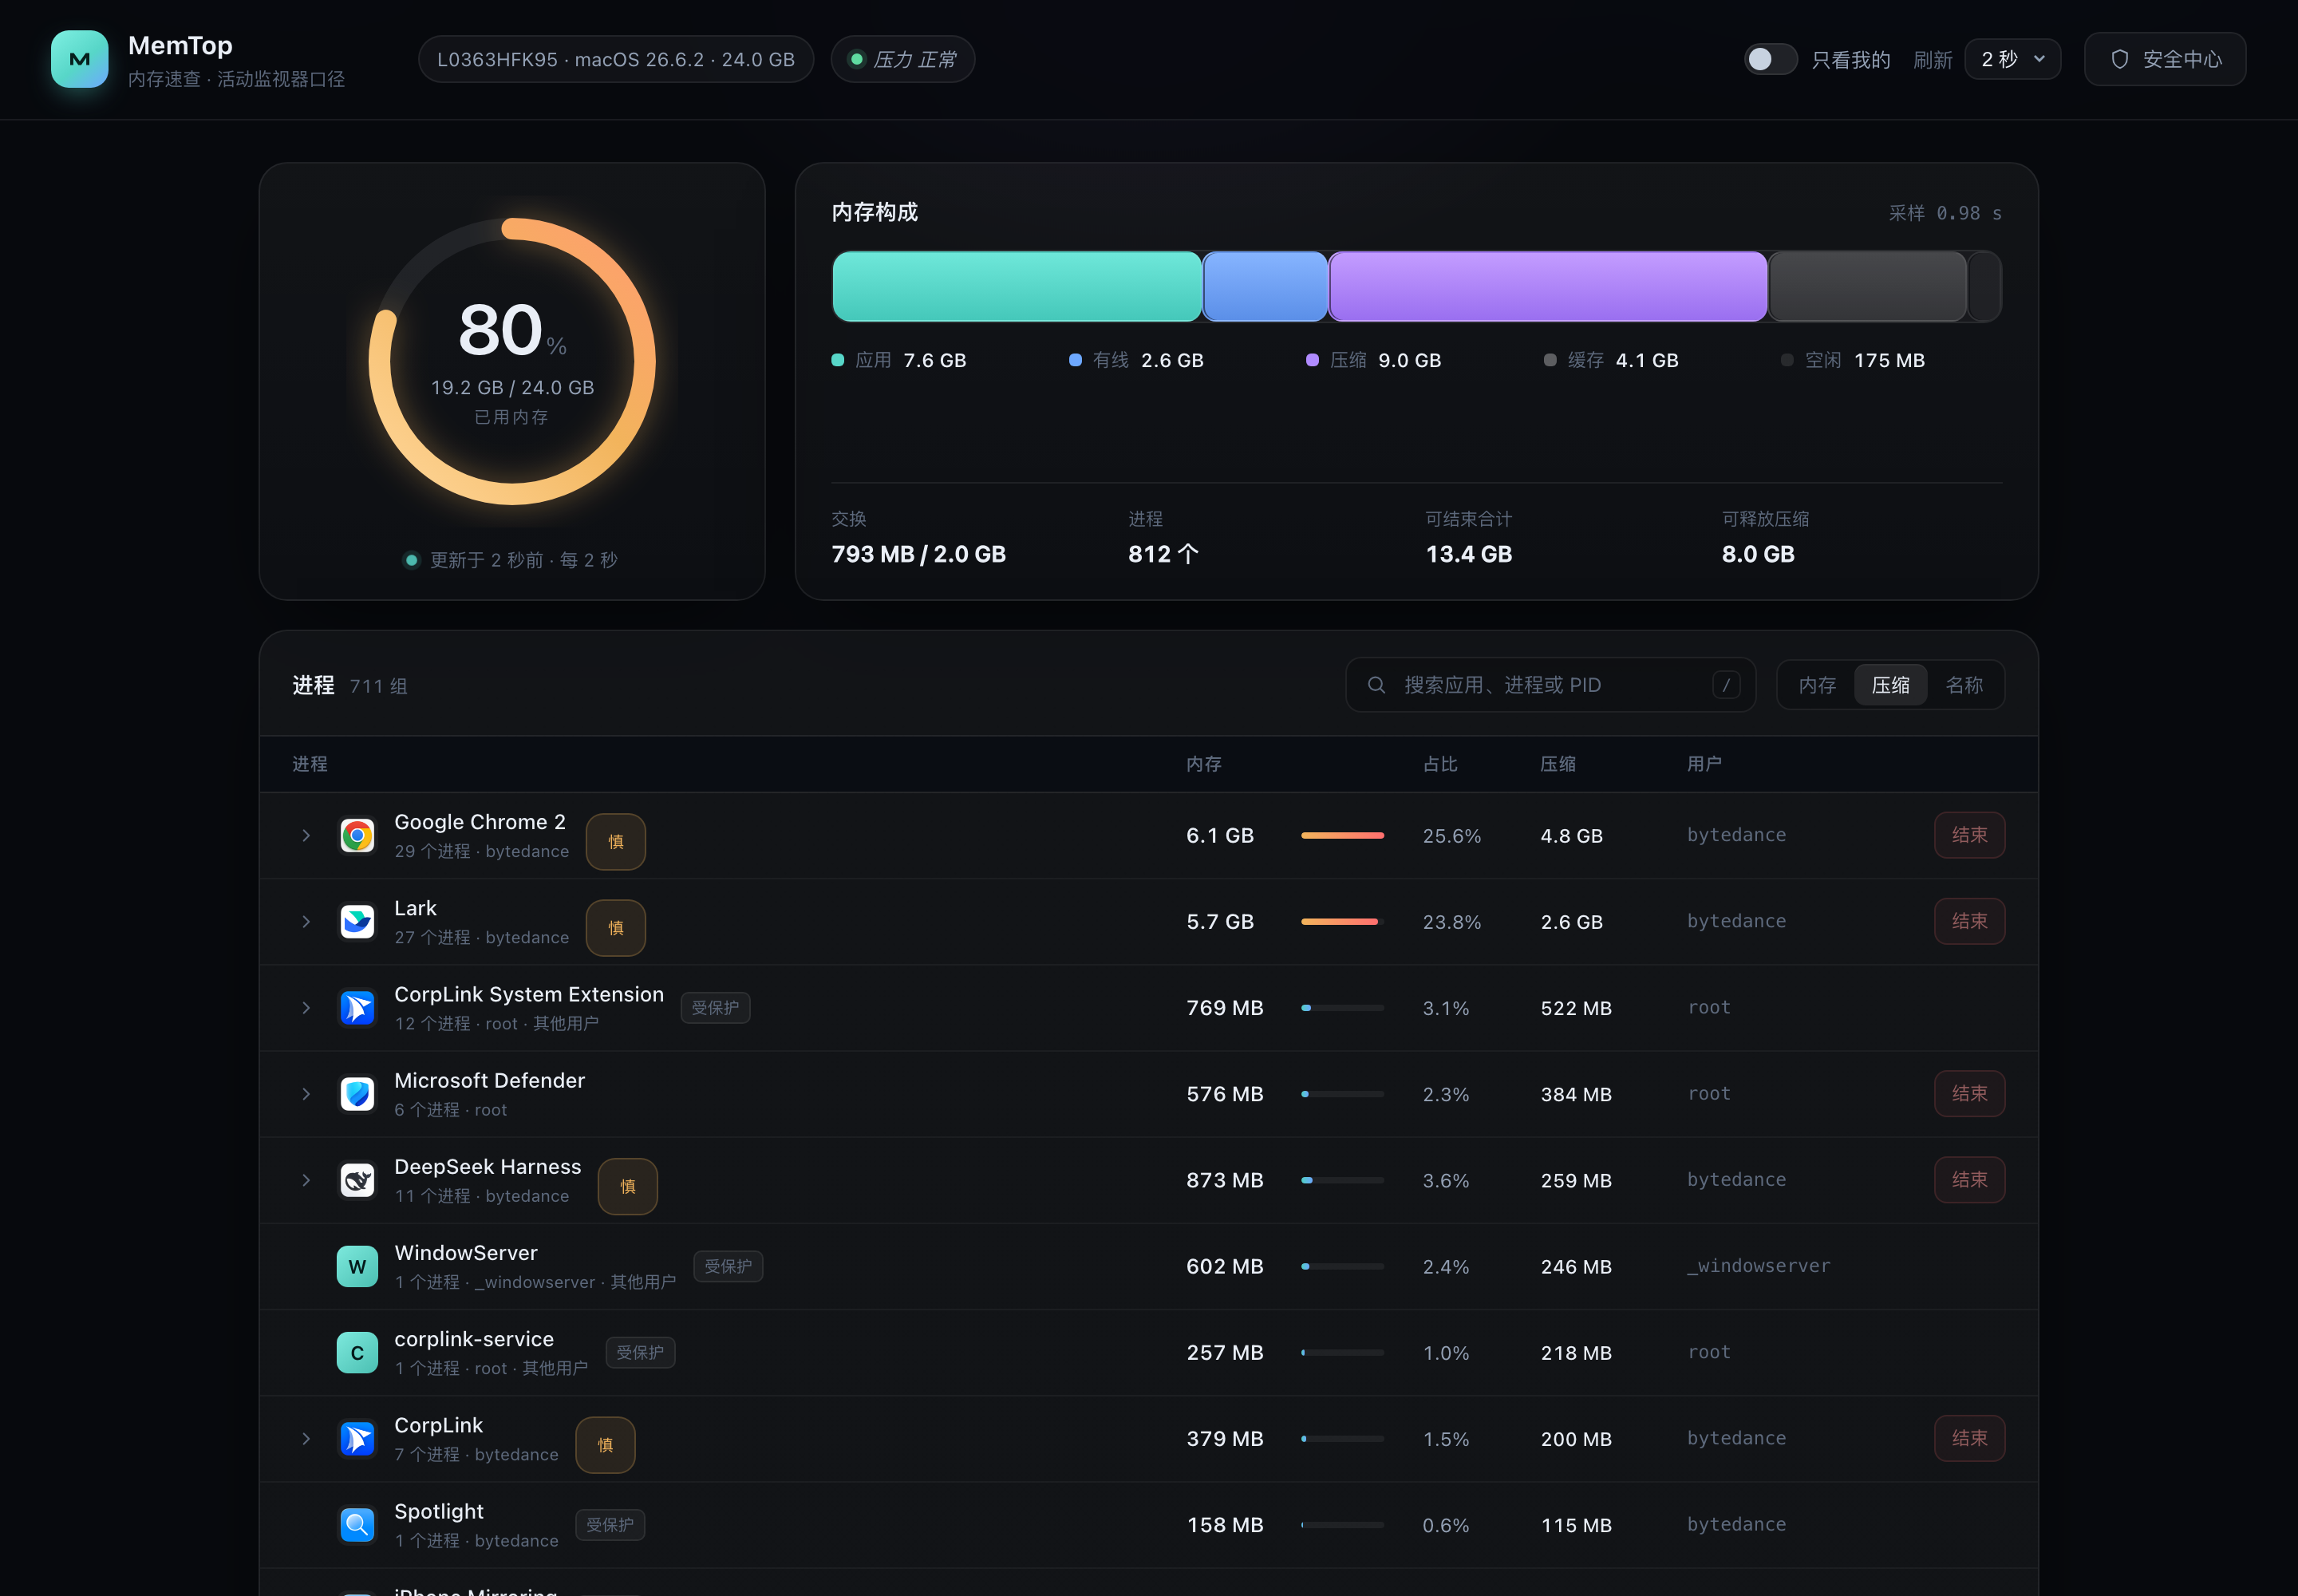 MemTop
内存速查 · 活动监视器口径
L0363HFK95 · macOS 26.6.2 · 24.0 GB
压力 正常
只看我的
刷新
2 秒
安全中心
80%
19.2 GB / 24.0 GB
已用内存
更新于 2 秒前 · 每 2 秒
内存构成
采样 0.98 s
应用 7.6 GB
有线 2.6 GB
压缩 9.0 GB
缓存 4.1 GB
空闲 175 MB
交换
793 MB / 2.0 GB
进程
812 个
可结束合计
13.4 GB
可释放压缩
8.0 GB
进程 711 组
搜索应用、进程或 PID /
内存 压缩 名称
进程 内存 占比 压缩 用户
Google Chrome 2
29 个进程 · bytedance
慎
6.1 GB 25.6% 4.8 GB bytedance 结束
Lark
27 个进程 · bytedance
慎
5.7 GB 23.8% 2.6 GB bytedance 结束
CorpLink System Extension
12 个进程 · root · 其他用户
受保护
769 MB 3.1% 522 MB root
Microsoft Defender
6 个进程 · root
576 MB 2.3% 384 MB root 结束
DeepSeek Harness
11 个进程 · bytedance
慎
873 MB 3.6% 259 MB bytedance 结束
W
WindowServer
1 个进程 · _windowserver · 其他用户
受保护
602 MB 2.4% 246 MB _windowserver
C
corplink-service
1 个进程 · root · 其他用户
受保护
257 MB 1.0% 218 MB root
CorpLink
7 个进程 · bytedance
慎
379 MB 1.5% 200 MB bytedance 结束
Spotlight
1 个进程 · bytedance
受保护
158 MB 0.6% 115 MB bytedance
iPhone Mirroring